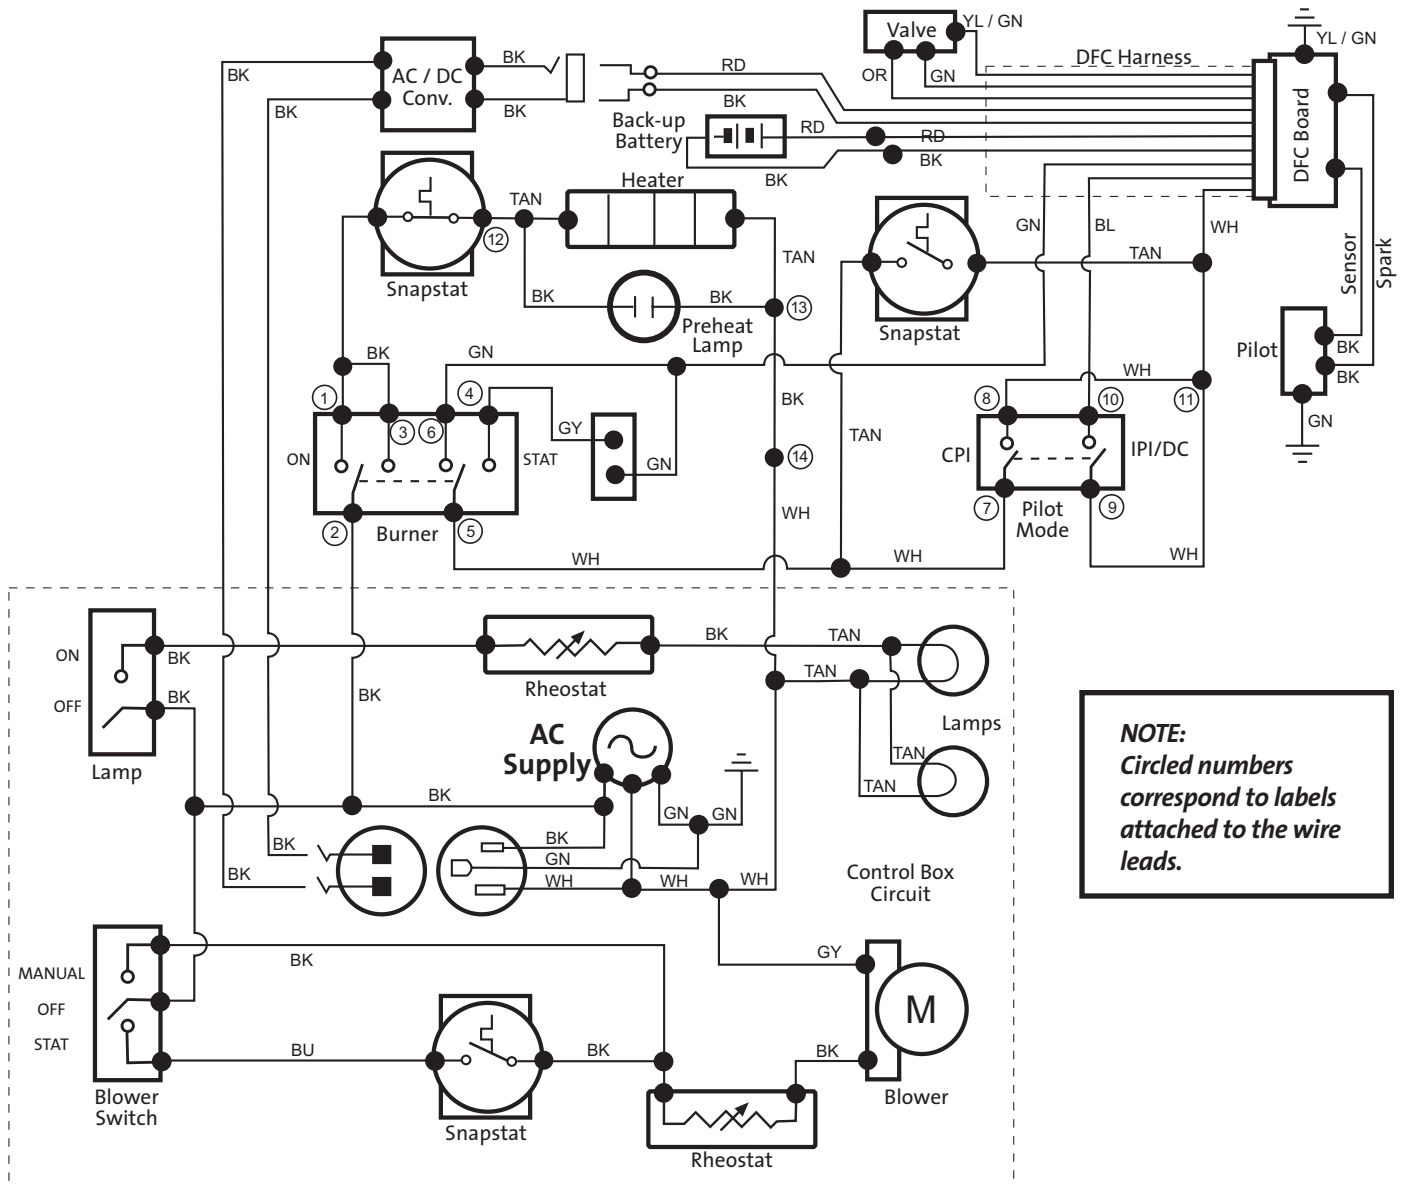 Valve
YL / GN
YL / GN
DFC Harness
OR
GN
BK
BK
AC / DC
Conv.
BK
BK
RD
BK
Back-up
Battery
RD
RD
BK
BK
DFC Board
Heater
TAN
12
Snapstat
BK
BK
TAN
13
Preheat
Lamp
Snapstat
GN
BL
WH
TAN
Sensor
Spark
Pilot
BK
BK
GN
BK
GN
1
3
6
4
ON
STAT
GY
GN
BK
14
TAN
WH
8
10
11
CPI
IPI/DC
7
9
Pilot
Mode
2
Burner
5
WH
WH
WH
WH
ON
OFF
BK
BK
Lamp
BK
Rheostat
BK
TAN
TAN
Lamps
TAN
TAN
AC
Supply
BK
GN
GN
BK
BK
BK
GN
WH
WH
WH
Control Box
Circuit
NOTE:
Circled numbers
correspond to labels
attached to the wire
leads.
MANUAL
OFF
STAT
Blower
Switch
BK
BU
Snapstat
BK
GY
M
BK
Blower
Rheostat